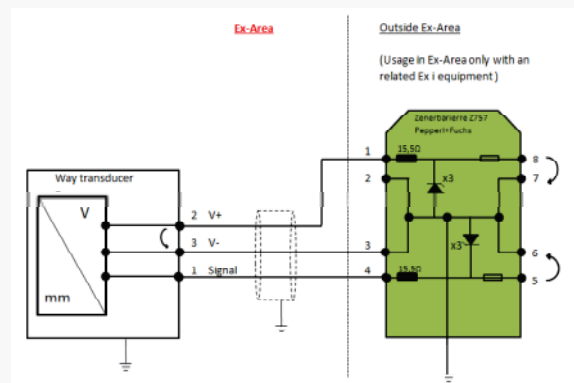 Ex-Area
Outside Ex-Area
(Usage in Ex-Area only with an
related Ex i equipment )
Zenerbarierre Z757
Pepperl+Fuchs
1
15,5Ω
8
2
x3
7
Way transducer
V
2 V+
3 V-
3
x3
6
1 Signal
4
15,5Ω
5
mm